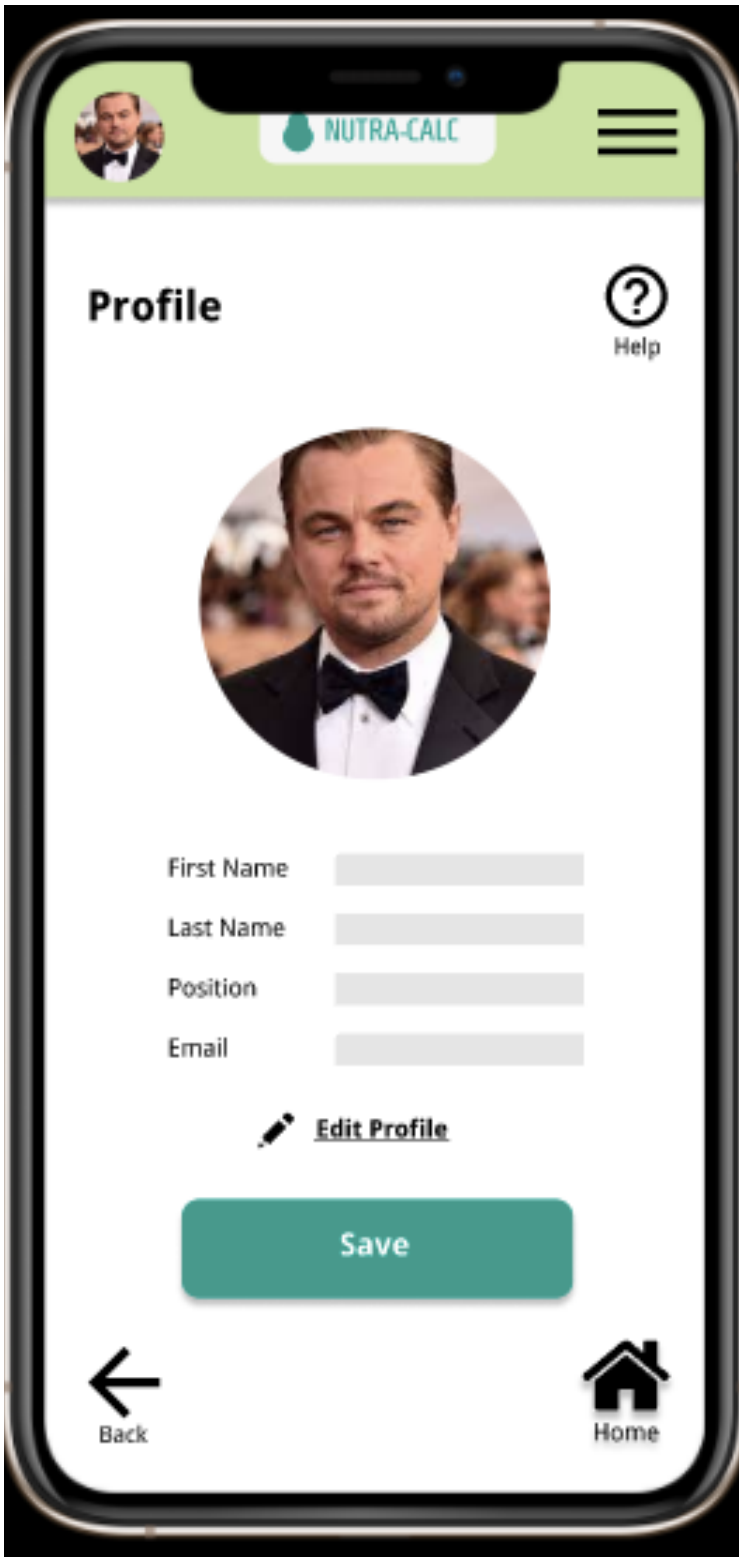 NUTRA-CALC
Profile
Help
First Name
Last Name
Position
Email
Edit Profile
Save
Back
Home